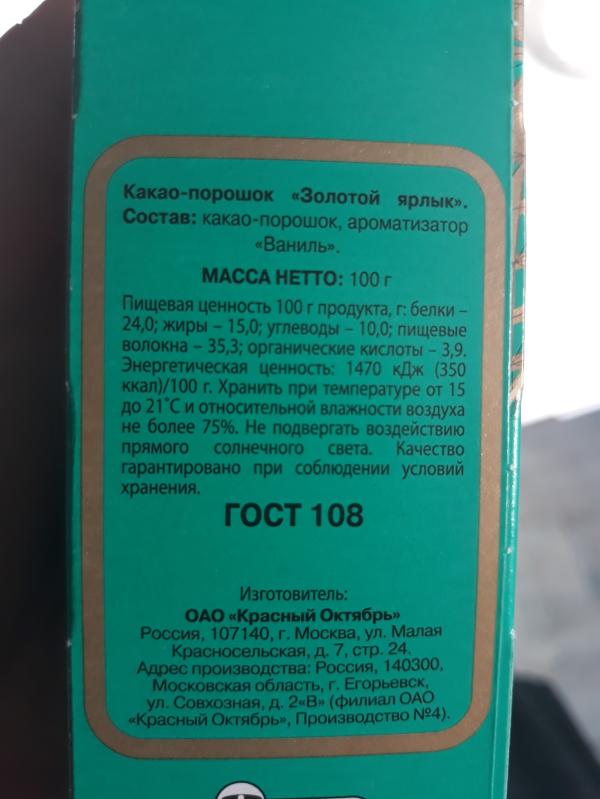 Какао-порошок «Золотой ярлык».
Состав: какао-порошок, ароматизатор
«Ваниль».
МАССА НЕТТО: 100 г
Пищевая ценность 100 г продукта, г: белки –
24,0; жиры – 15,0; углеводы – 10,0; пищевые
волокна – 35,3; органические кислоты – 3,9.
Энергетическая ценность: 1470 кДж (350
ккал)/100 г. Хранить при температуре от 15
до 21˚С и относительной влажности воздуха
не более 75%. Не подвергать воздействию
прямого солнечного света. Качество
гарантировано при соблюдении условий
хранения.
ГОСТ 108
Изготовитель:
ОАО «Красный Октябрь»
Россия, 107140, г. Москва, ул. Малая
Красносельская, д. 7, стр. 24.
Адрес производства: Россия, 140300,
Московская область, г. Егорьевск,
ул. Совхозная, д. 2«В» (филиал ОАО
«Красный Октябрь», Производство №4).